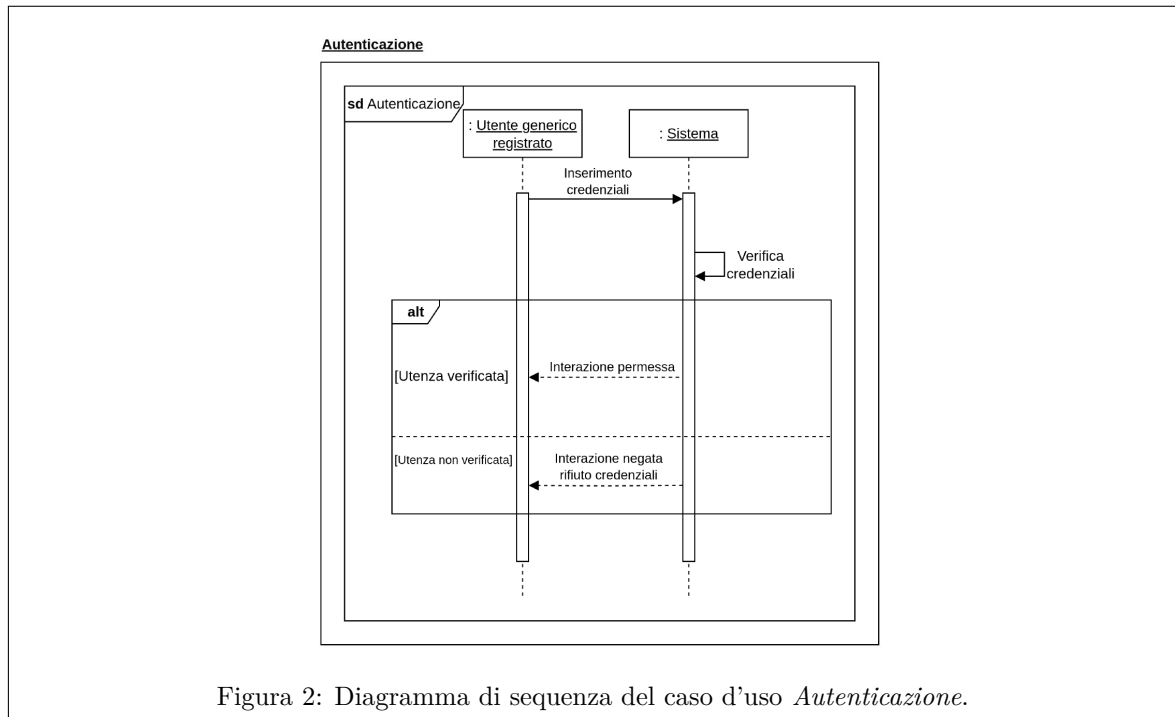 Autenticazione
sd Autenticazione
: Utente generico
registrato
: Sistema
Inserimento
credenziali
Verifica
credenziali
alt
[Utenza verificata]
Interazione permessa
[Utenza non verificata]
Interazione negata
rifiuto credenziali
Figura 2: Diagramma di sequenza del caso d'uso Autenticazione.